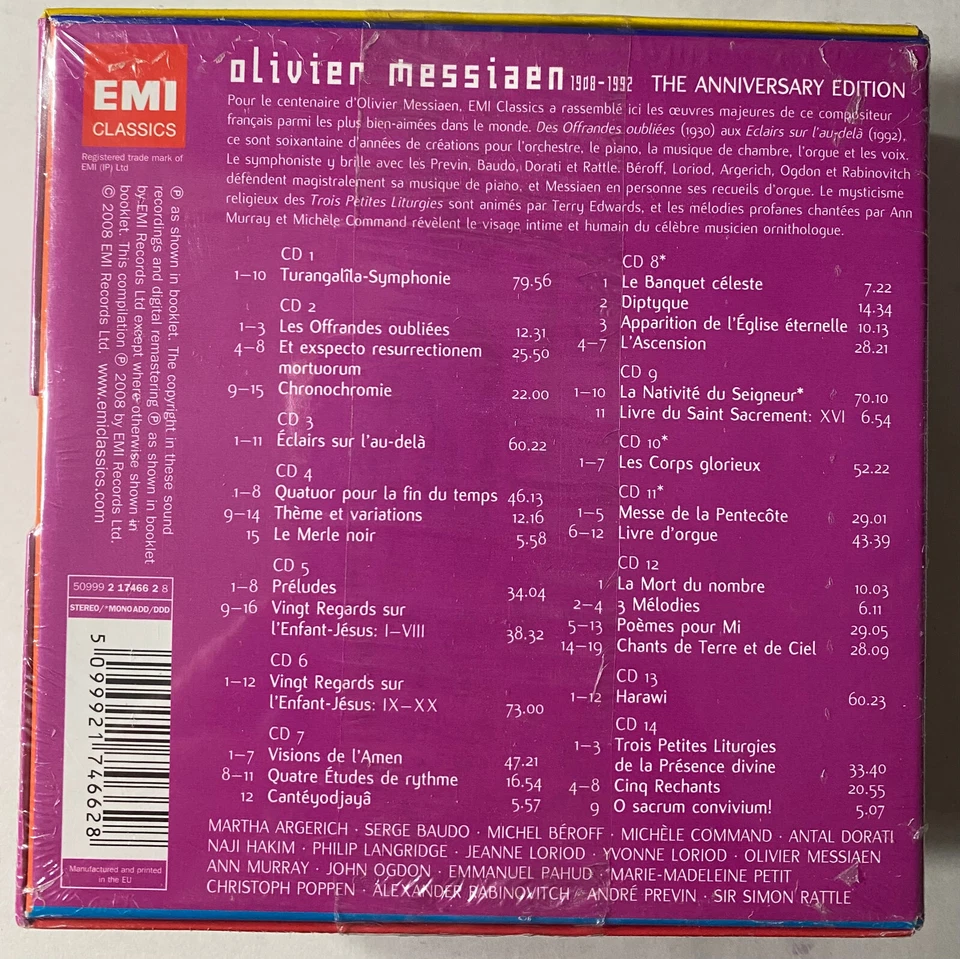 EMI
CLASSICS
Registered trade mark of
EMI (IP) Ltd
olivier messiaen 1908-1992 THE ANNIVERSARY EDITION
Pour le centenaire d'Olivier Messiaen, EMI Classics a rassemblé ici les œuvres majeures de ce compositeur
français parmi les plus bien-aimées dans le monde. Des Offrandes oubliées (1930) aux Eclairs sur l'au-delà (1992),
ce sont soixantaine d'années de créations pour l'orchestre, le piano, la musique de chambre, l'orgue et les voix.
Le symphoniste y brille avec les Previn, Baudo, Dorati et Rattle. Béroff, Loriod, Argerich, Ogdon et Rabinovitch
défendent magistralement sa musique de piano, et Messiaen en personne ses recueils d'orgue. Le mysticisme
religieux des Trois Petites Liturgies sont animés par Terry Edwards, et les mélodies profanes chantées par Ann
Murray et Michèle Command révèlent le visage intime et humain du célèbre musicien ornithologue.
℗ as shown in booklet. The copyright in these sound
recordings and digital remastering ℗ as shown in booklet
by EMI Records Ltd except where otherwise shown in
booklet. This compilation ℗ 2008 by EMI Records Ltd.
© 2008 EMI Records Ltd. www.emiclassics.com
CD 1
1–10 Turangalîla-Symphonie 79.56
CD 2
1–3 Les Offrandes oubliées 12.31
4–8 Et exspecto resurrectionem 25.50
mortuorum
9–15 Chronochromie 22.00
CD 3
1–11 Éclairs sur l'au-delà 60.22
CD 4
1–8 Quatuor pour la fin du temps 46.13
9–14 Thème et variations 12.16
15 Le Merle noir 5.58
CD 5
1–8 Préludes 34.04
9–16 Vingt Regards sur
l'Enfant-Jésus: I–VIII 38.32
CD 6
1–12 Vingt Regards sur
l'Enfant-Jésus: IX–XX 73.00
CD 7
1–7 Visions de l'Amen 47.21
8–11 Quatre Études de rythme 16.54
12 Cantéyodjayâ 5.57
CD 8*
1 Le Banquet céleste 7.22
2 Diptyque 14.34
3 Apparition de l'Église éternelle 10.13
4–7 L'Ascension 28.21
CD 9
1–10 La Nativité du Seigneur* 70.10
11 Livre du Saint Sacrement: XVI 6.54
CD 10*
1–7 Les Corps glorieux 52.22
CD 11*
1–5 Messe de la Pentecôte 29.01
6–12 Livre d'orgue 43.39
CD 12
1 La Mort du nombre 10.03
2–4 3 Mélodies 6.11
5–13 Poèmes pour Mi 29.05
14–19 Chants de Terre et de Ciel 28.09
CD 13
1–12 Harawi 60.23
CD 14
1–3 Trois Petites Liturgies
de la Présence divine 33.40
4–8 Cinq Rechants 20.55
9 O sacrum convivium! 5.07
50999 2 17466 2 8
STEREO/*MONO ADD/DDD
5 099921 746628
Manufactured and printed
in the EU
MARTHA ARGERICH · SERGE BAUDO · MICHEL BÉROFF · MICHÈLE COMMAND · ANTAL DORATI
NAJI HAKIM · PHILIP LANGRIDGE · JEANNE LORIOD · YVONNE LORIOD · OLIVIER MESSIAEN
ANN MURRAY · JOHN OGDON · EMMANUEL PAHUD · MARIE-MADELEINE PETIT
CHRISTOPH POPPEN · ALEXANDER RABINOVITCH · ANDRÉ PREVIN · SIR SIMON RATTLE